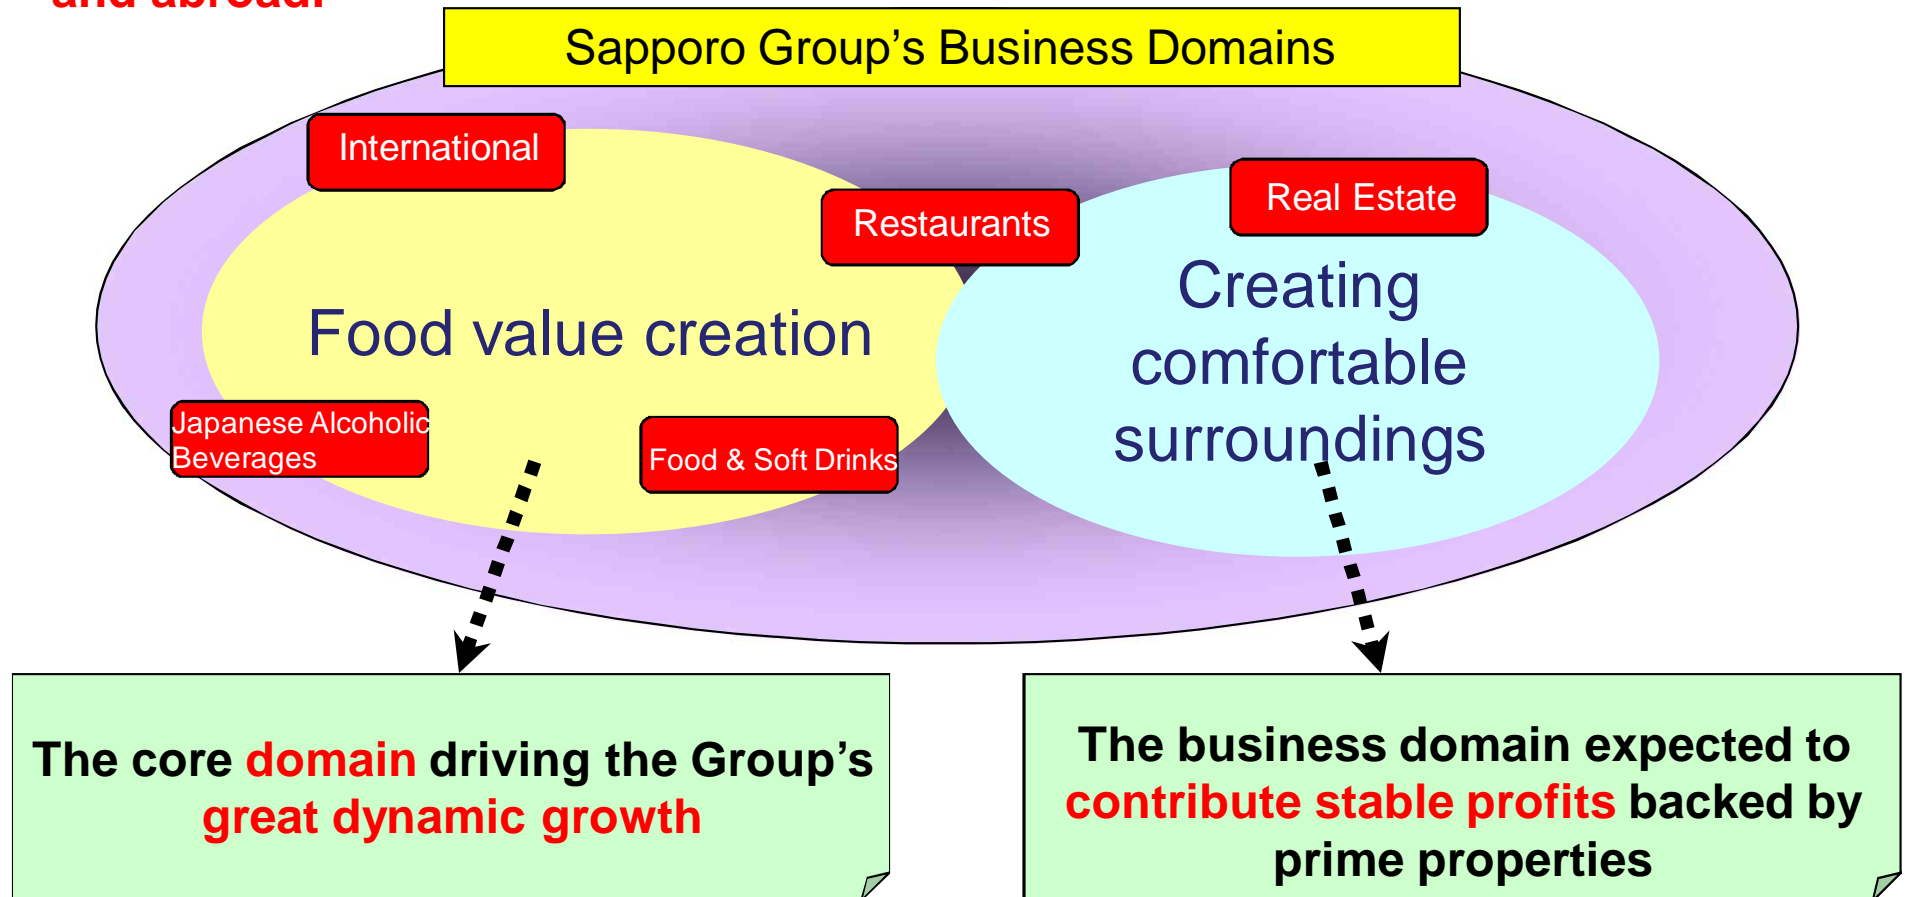 and abroad.
Sapporo Group’s Business Domains
International
Restaurants
Real Estate
Food value creation
Creating
comfortable
surroundings
Japanese Alcoholic
Beverages
Food & Soft Drinks
The core domain driving the Group’s
great dynamic growth
The business domain expected to
contribute stable profits backed by
prime properties